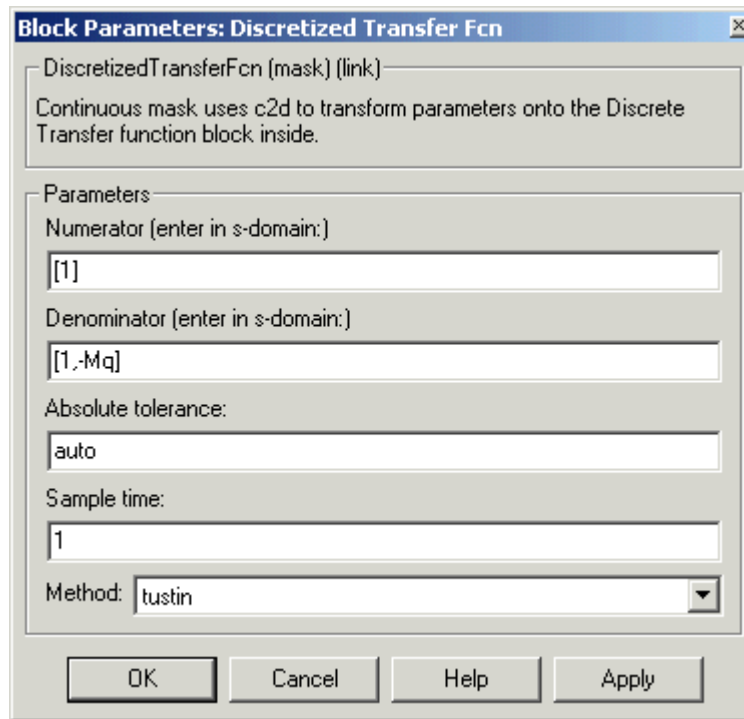 Block Parameters: Discretized Transfer Fcn
DiscretizedTransferFcn (mask) (link)
Continuous mask uses c2d to transform parameters onto the Discrete
Transfer function block inside.
Parameters
Numerator (enter in s-domain:)
[1]
Denominator (enter in s-domain:)
[1,-Mq]
Absolute tolerance:
auto
Sample time:
1
Method: tustin
OK Cancel Help Apply